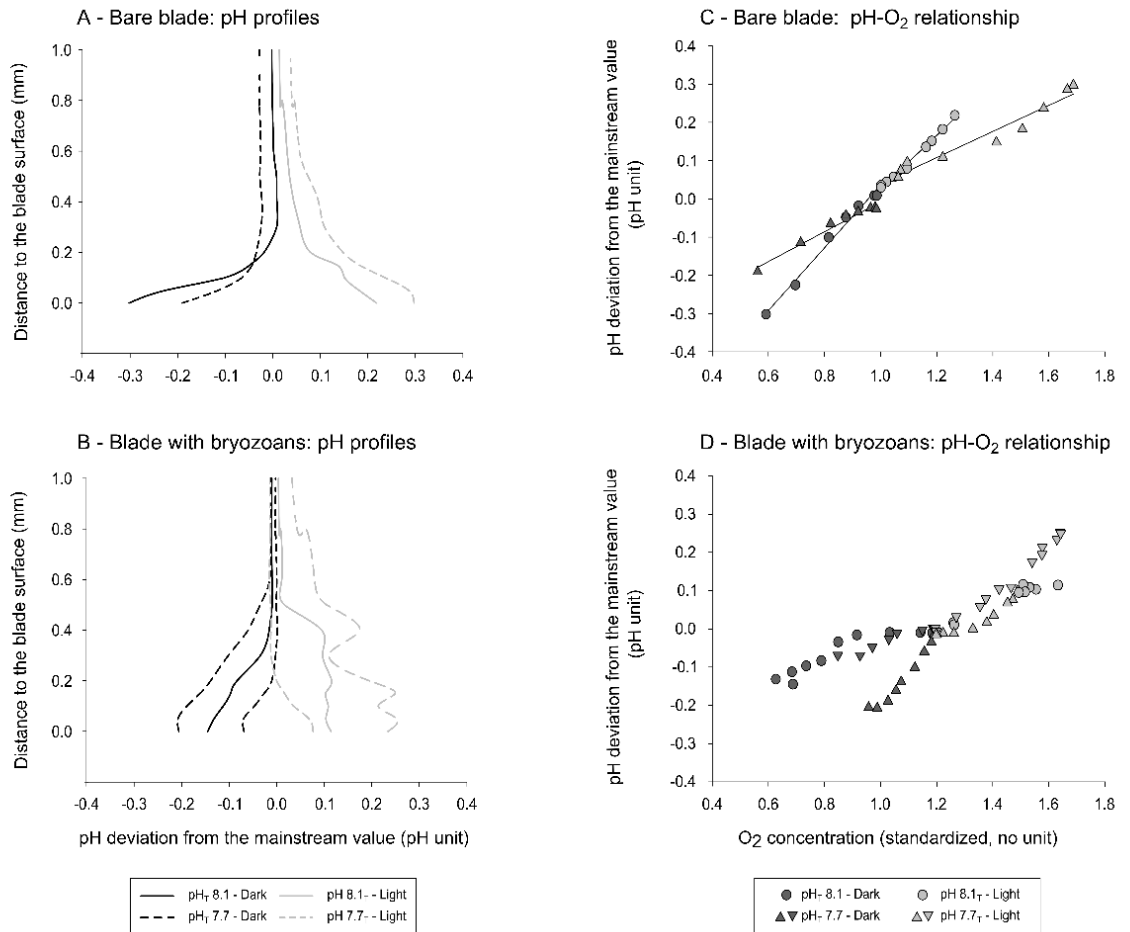 A - Bare blade: pH profiles
Distance to the blade surface (mm)
1.0
0.8
0.6
0.4
0.2
0.0
-0.4 -0.3 -0.2 -0.1 0.0 0.1 0.2 0.3 0.4
B - Blade with bryozoans: pH profiles
Distance to the blade surface (mm)
1.0
0.8
0.6
0.4
0.2
0.0
-0.4 -0.3 -0.2 -0.1 0.0 0.1 0.2 0.3 0.4
pH deviation from the mainstream value (pH unit)
pHT 8.1 - Dark
pH 8.1-- - Light
pHT 7.7 - Dark
pH 7.7-- - Light
C - Bare blade: pH-O2 relationship
pH deviation from the mainstream value
(pH unit)
0.4
0.3
0.2
0.1
0.0
-0.1
-0.2
-0.3
-0.4
0.4 0.6 0.8 1.0 1.2 1.4 1.6 1.8
D - Blade with bryozoans: pH-O2 relationship
pH deviation from the mainstream value
(pH unit)
0.4
0.3
0.2
0.1
0.0
-0.1
-0.2
-0.3
-0.4
0.4 0.6 0.8 1.0 1.2 1.4 1.6 1.8
O2 concentration (standardized, no unit)
pHT 8.1 - Dark
pH 8.1T - Light
pHT 7.7 - Dark
pH 7.7T - Light